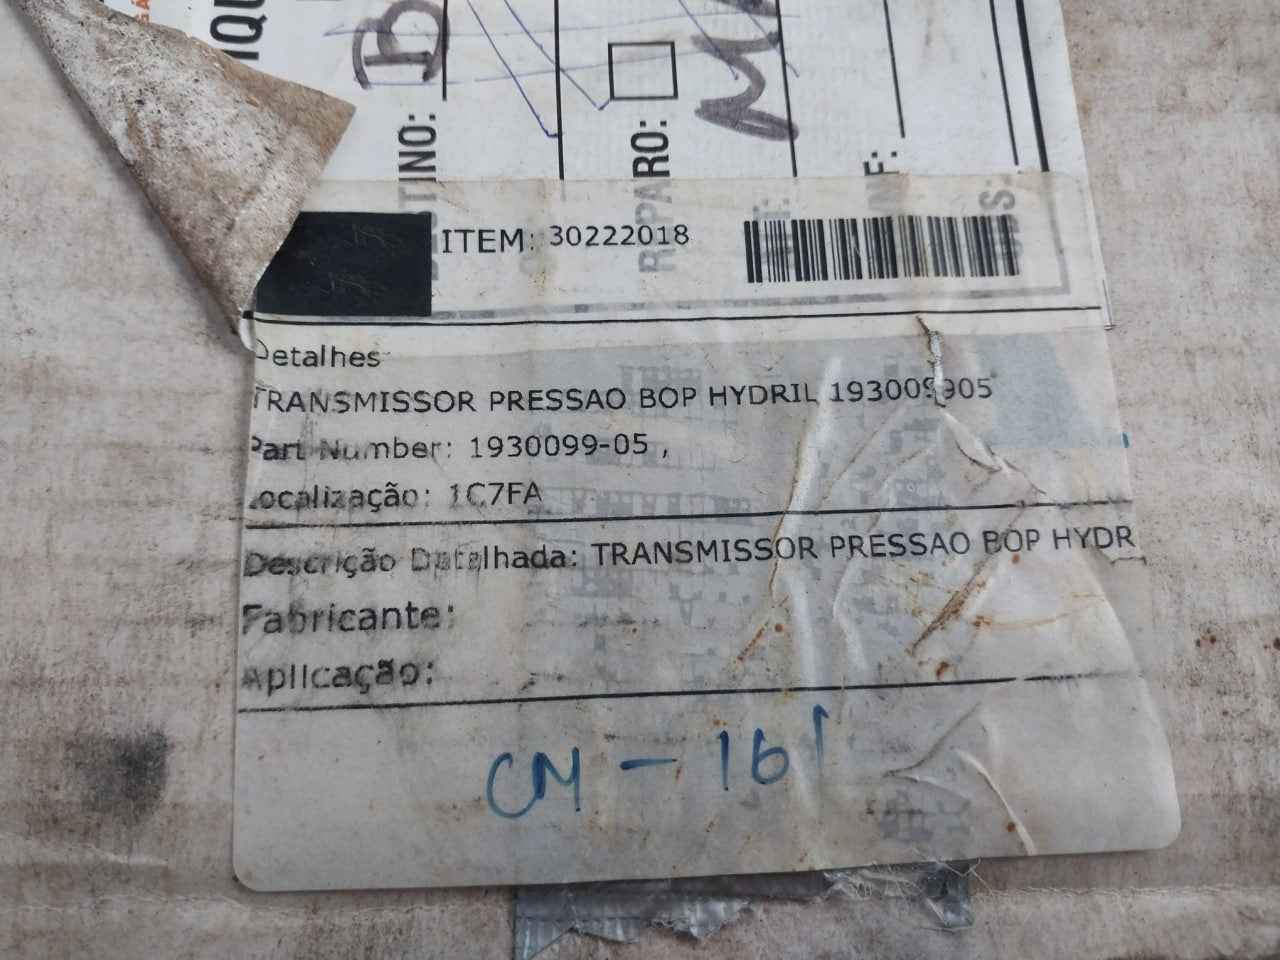 DESTINO:
REPARO:
NF:
ITEM: 30222018
Detalhes
TRANSMISSOR PRESSAO BOP HYDRIL 193009905
Part Number: 1930099-05 ,
Localização: 1C7FA
Descrição Detalhada: TRANSMISSOR PRESSAO BOP HYDR
Fabricante:
Aplicação:
CM - 161